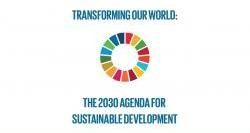 TRANSFORMING OUR WORLD:
THE 2030 AGENDA FOR
SUSTAINABLE DEVELOPMENT